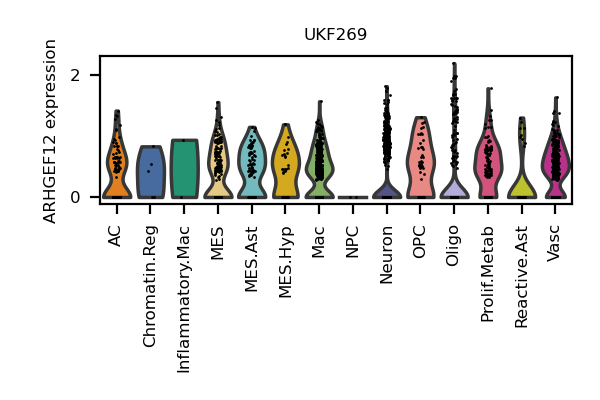 UKF269
ARHGEF12 expression
2
0
AC
Chromatin.Reg
Inflammatory.Mac
MES
MES.Ast
MES.Hyp
Mac
NPC
Neuron
OPC
Oligo
Prolif.Metab
Reactive.Ast
Vasc